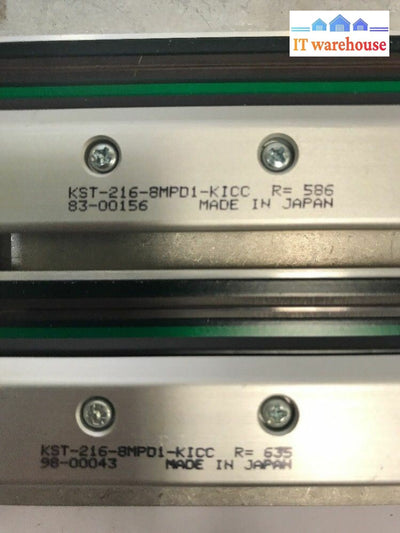 IT warehouse
KST-216-8MPD1-KICC R= 586
83-00156 MADE IN JAPAN
KST-216-8MPD1-KICC R= 635
98-00043 MADE IN JAPAN